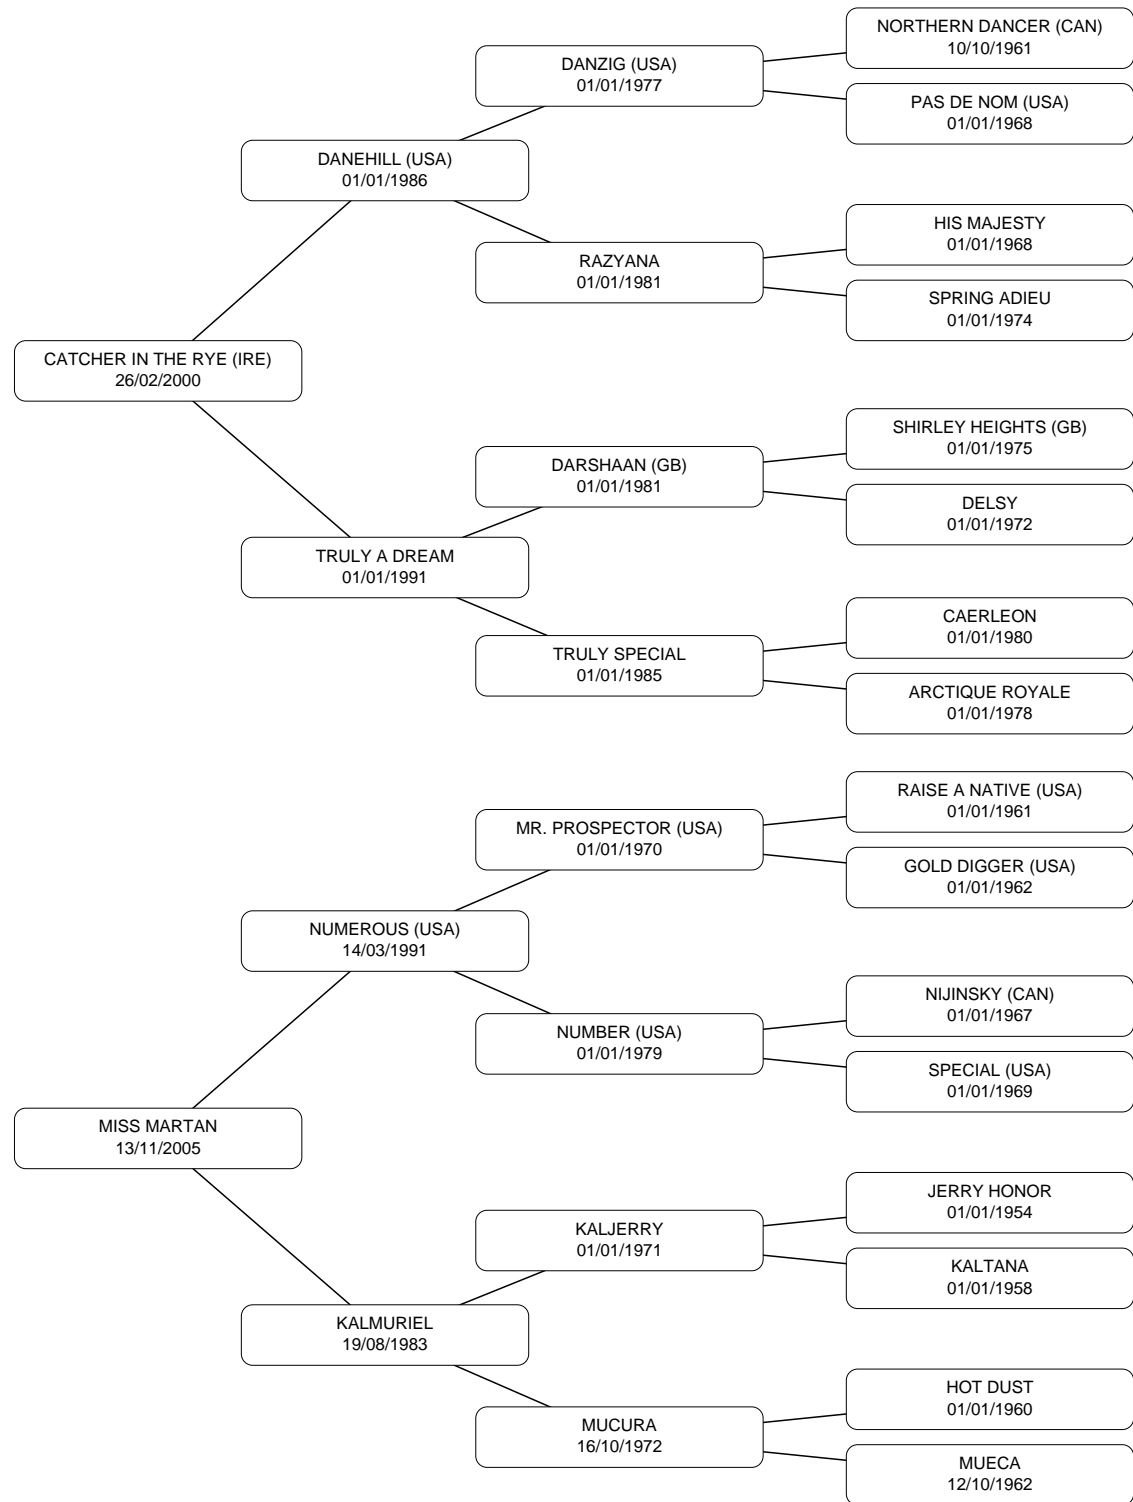 NORTHERN DANCER (CAN)
10/10/1961
DANZIG (USA)
01/01/1977
PAS DE NOM (USA)
01/01/1968
DANEHILL (USA)
01/01/1986
HIS MAJESTY
01/01/1968
RAZYANA
01/01/1981
SPRING ADIEU
01/01/1974
CATCHER IN THE RYE (IRE)
26/02/2000
SHIRLEY HEIGHTS (GB)
01/01/1975
DARSHAAN (GB)
01/01/1981
DELSY
01/01/1972
TRULY A DREAM
01/01/1991
CAERLEON
01/01/1980
TRULY SPECIAL
01/01/1985
ARCTIQUE ROYALE
01/01/1978
RAISE A NATIVE (USA)
01/01/1961
MR. PROSPECTOR (USA)
01/01/1970
GOLD DIGGER (USA)
01/01/1962
NUMEROUS (USA)
14/03/1991
NIJINSKY (CAN)
01/01/1967
NUMBER (USA)
01/01/1979
SPECIAL (USA)
01/01/1969
MISS MARTAN
13/11/2005
JERRY HONOR
01/01/1954
KALJERRY
01/01/1971
KALTANA
01/01/1958
KALMURIEL
19/08/1983
HOT DUST
01/01/1960
MUCURA
16/10/1972
MUECA
12/10/1962